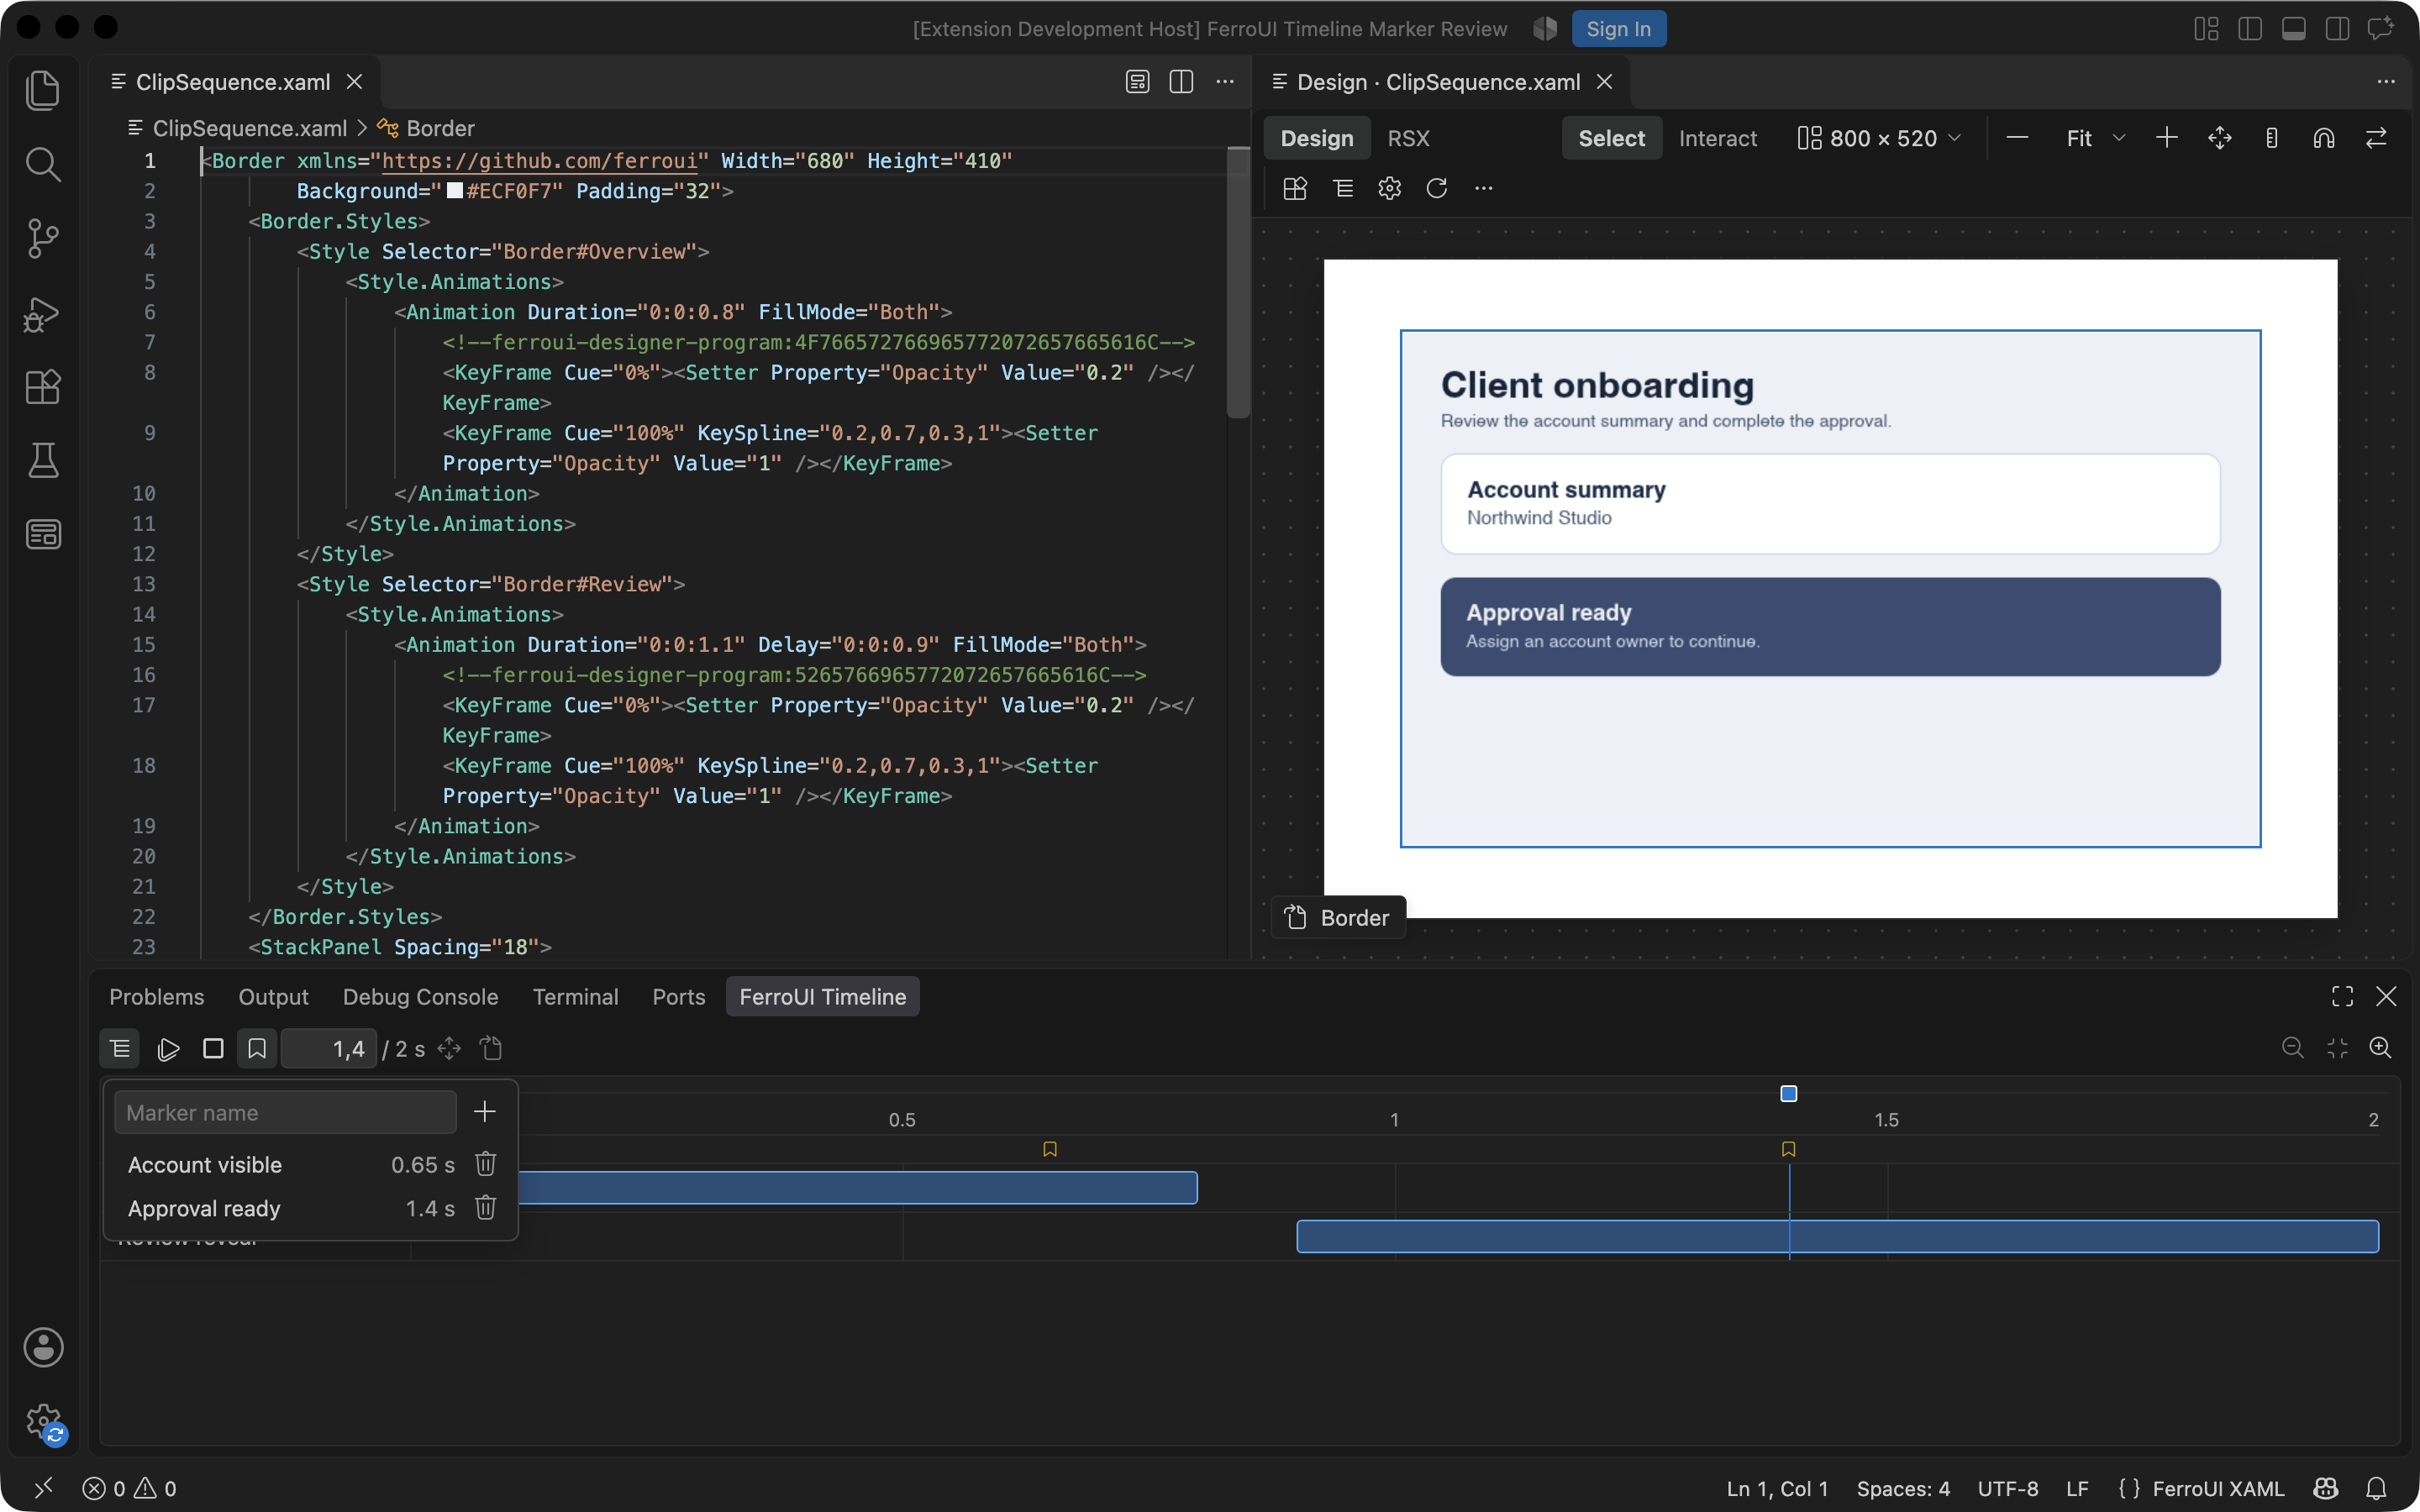 [Extension Development Host] FerroUI Timeline Marker Review
Sign In
ClipSequence.xaml
ClipSequence.xaml > Border
1 <Border xmlns="https://github.com/ferroui" Width="680" Height="410"
2 Background="#ECF0F7" Padding="32">
3 <Border.Styles>
4 <Style Selector="Border#Overview">
5 <Style.Animations>
6 <Animation Duration="0:0:0.8" FillMode="Both">
7 <!--ferroui-designer-program:4F766572766965772072657665616C-->
8 <KeyFrame Cue="0%"><Setter Property="Opacity" Value="0.2" /></
KeyFrame>
9 <KeyFrame Cue="100%" KeySpline="0.2,0.7,0.3,1"><Setter
Property="Opacity" Value="1" /></KeyFrame>
10 </Animation>
11 </Style.Animations>
12 </Style>
13 <Style Selector="Border#Review">
14 <Style.Animations>
15 <Animation Duration="0:0:1.1" Delay="0:0:0.9" FillMode="Both">
16 <!--ferroui-designer-program:5265766965772072657665616C-->
17 <KeyFrame Cue="0%"><Setter Property="Opacity" Value="0.2" /></
KeyFrame>
18 <KeyFrame Cue="100%" KeySpline="0.2,0.7,0.3,1"><Setter
Property="Opacity" Value="1" /></KeyFrame>
19 </Animation>
20 </Style.Animations>
21 </Style>
22 </Border.Styles>
23 <StackPanel Spacing="18">
Design · ClipSequence.xaml
Design RSX Select Interact 800 × 520 Fit
Client onboarding
Review the account summary and complete the approval.
Account summary
Northwind Studio
Approval ready
Assign an account owner to continue.
Border
Problems Output Debug Console Terminal Ports FerroUI Timeline
1,4 / 2 s
Marker name
Account visible 0.65 s
Approval ready 1.4 s
Review reveal
0.5 1 1.5 2
0 0
Ln 1, Col 1 Spaces: 4 UTF-8 LF { } FerroUI XAML